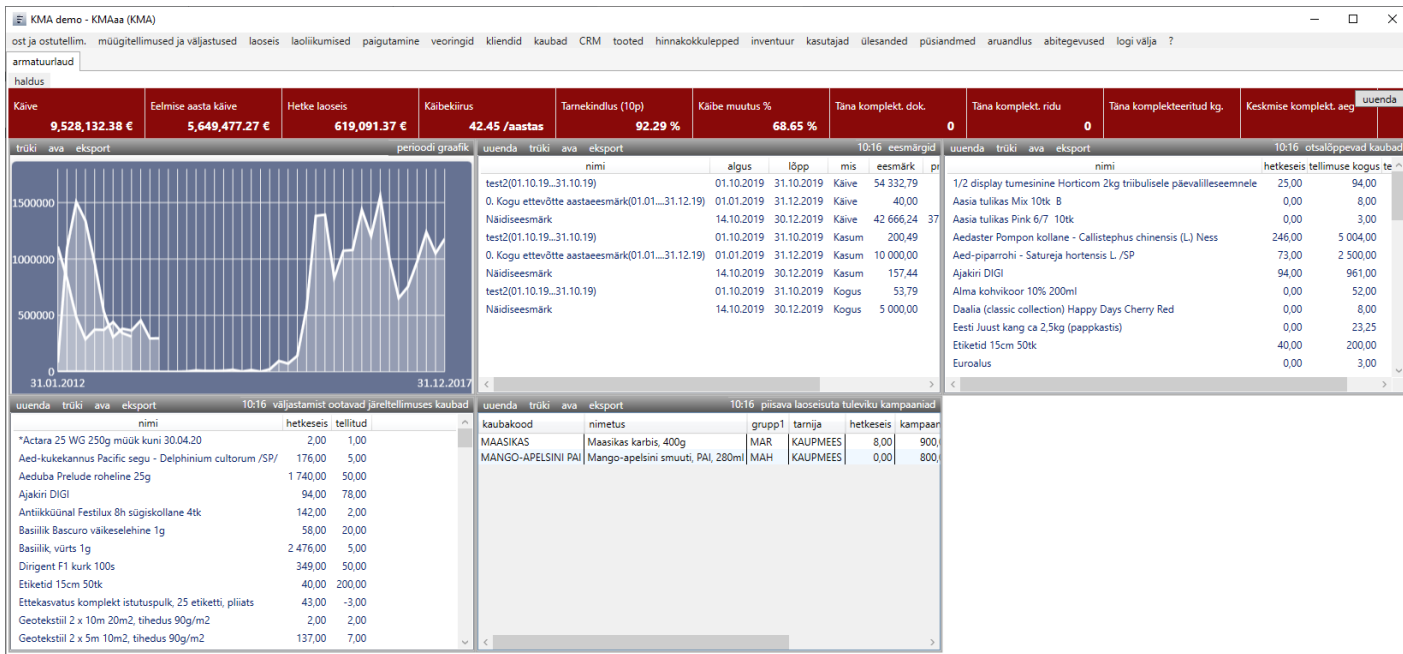 KMA demo - KMAaa (KMA)
ost ja ostutellim. müügitellimused ja väljastused laoseis laoliikumised paigutamine veoringid kliendid kaubad CRM tooted hinnakokkulepped inventuur kasutajad ülesanded püsiandmed aruandlus abitegevused logi välja ?
armatuurlaud
haldus
Käive Eelmise aasta käive Hetke laoseis Käibekiirus Tarnekindlus (10p) Käibe muutus % Täna komplekt. dok. Täna komplekt. ridu Täna komplekteeritud kg. Keskmise komplekt. aeg uuenda
9,528,132.38 € 5,649,477.27 € 619,091.37 € 42.45 /aastas 92.29 % 68.65 % 0 0
trüki ava eksport perioodi graafik
1500000
1000000
500000
0
31.01.2012 31.12.2017
uuenda trüki ava eksport 10:16 eesmärgid
nimi algus lõpp mis eesmärk pr
test2(01.10.19...31.10.19) 01.10.2019 31.10.2019 Käive 54 332,79
0. Kogu ettevõtte aastaeesmärk(01.01....31.12.19) 01.01.2019 31.12.2019 Käive 40,00
Näidiseesmärk 14.10.2019 30.12.2019 Käive 42 666,24 37
test2(01.10.19...31.10.19) 01.10.2019 31.10.2019 Kasum 200,49
0. Kogu ettevõtte aastaeesmärk(01.01....31.12.19) 01.01.2019 31.12.2019 Kasum 10 000,00
Näidiseesmärk 14.10.2019 30.12.2019 Kasum 157,44
test2(01.10.19...31.10.19) 01.10.2019 31.10.2019 Kogus 53,79
Näidiseesmärk 14.10.2019 30.12.2019 Kogus 5 000,00
uuenda trüki ava eksport 10:16 otsalõppevad kaubad
nimi hetkeseis tellimuse kogus te
1/2 display tumesinine Horticom 2kg triibulisele päevalilleseemnele 25,00 94,00
Aasia tulikas Mix 10tk B 0,00 8,00
Aasia tulikas Pink 6/7 10tk 0,00 3,00
Aedaster Pompon kollane - Callistephus chinensis (L.) Ness 246,00 5 004,00
Aed-piparrohi - Satureja hortensis L. /SP 73,00 2 500,00
Ajakiri DIGI 94,00 961,00
Alma kohvikoor 10% 200ml 0,00 52,00
Daalia (classic collection) Happy Days Cherry Red 0,00 8,00
Eesti Juust kang ca 2,5kg (pappkastis) 0,00 23,25
Etiketid 15cm 50tk 40,00 200,00
Euroalus 0,00 3,00
uuenda trüki ava eksport 10:16 väljastamist ootavad järeltellimuses kaubad
nimi hetkeseis tellitud
*Actara 25 WG 250g müük kuni 30.04.20 2,00 1,00
Aed-kukekannus Pacific segu - Delphinium cultorum /SP/ 176,00 5,00
Aeduba Prelude roheline 25g 1 740,00 50,00
Ajakiri DIGI 94,00 78,00
Antiikküünal Festilux 8h sügiskollane 4tk 142,00 2,00
Basiilik Bascuro väikeselehine 1g 58,00 20,00
Basiilik, vürts 1g 2 476,00 5,00
Dirigent F1 kurk 100s 349,00 50,00
Etiketid 15cm 50tk 40,00 200,00
Ettekasvatus komplekt istutuspulk, 25 etiketti, pliiats 43,00 -3,00
Geotekstiil 2 x 10m 20m2, tihedus 90g/m2 2,00 2,00
Geotekstiil 2 x 5m 10m2, tihedus 90g/m2 137,00 7,00
uuenda trüki ava eksport 10:16 piisava laoseisuta tuleviku kampaaniad
kaubakood nimetus grupp1 tarnija hetkeseis kampaan
MAASIKAS Maasikas karbis, 400g MAR KAUPMEES 8,00 900,
MANGO-APELSINI PAI Mango-apelsini smuuti, PAI, 280ml MAH KAUPMEES 0,00 800,